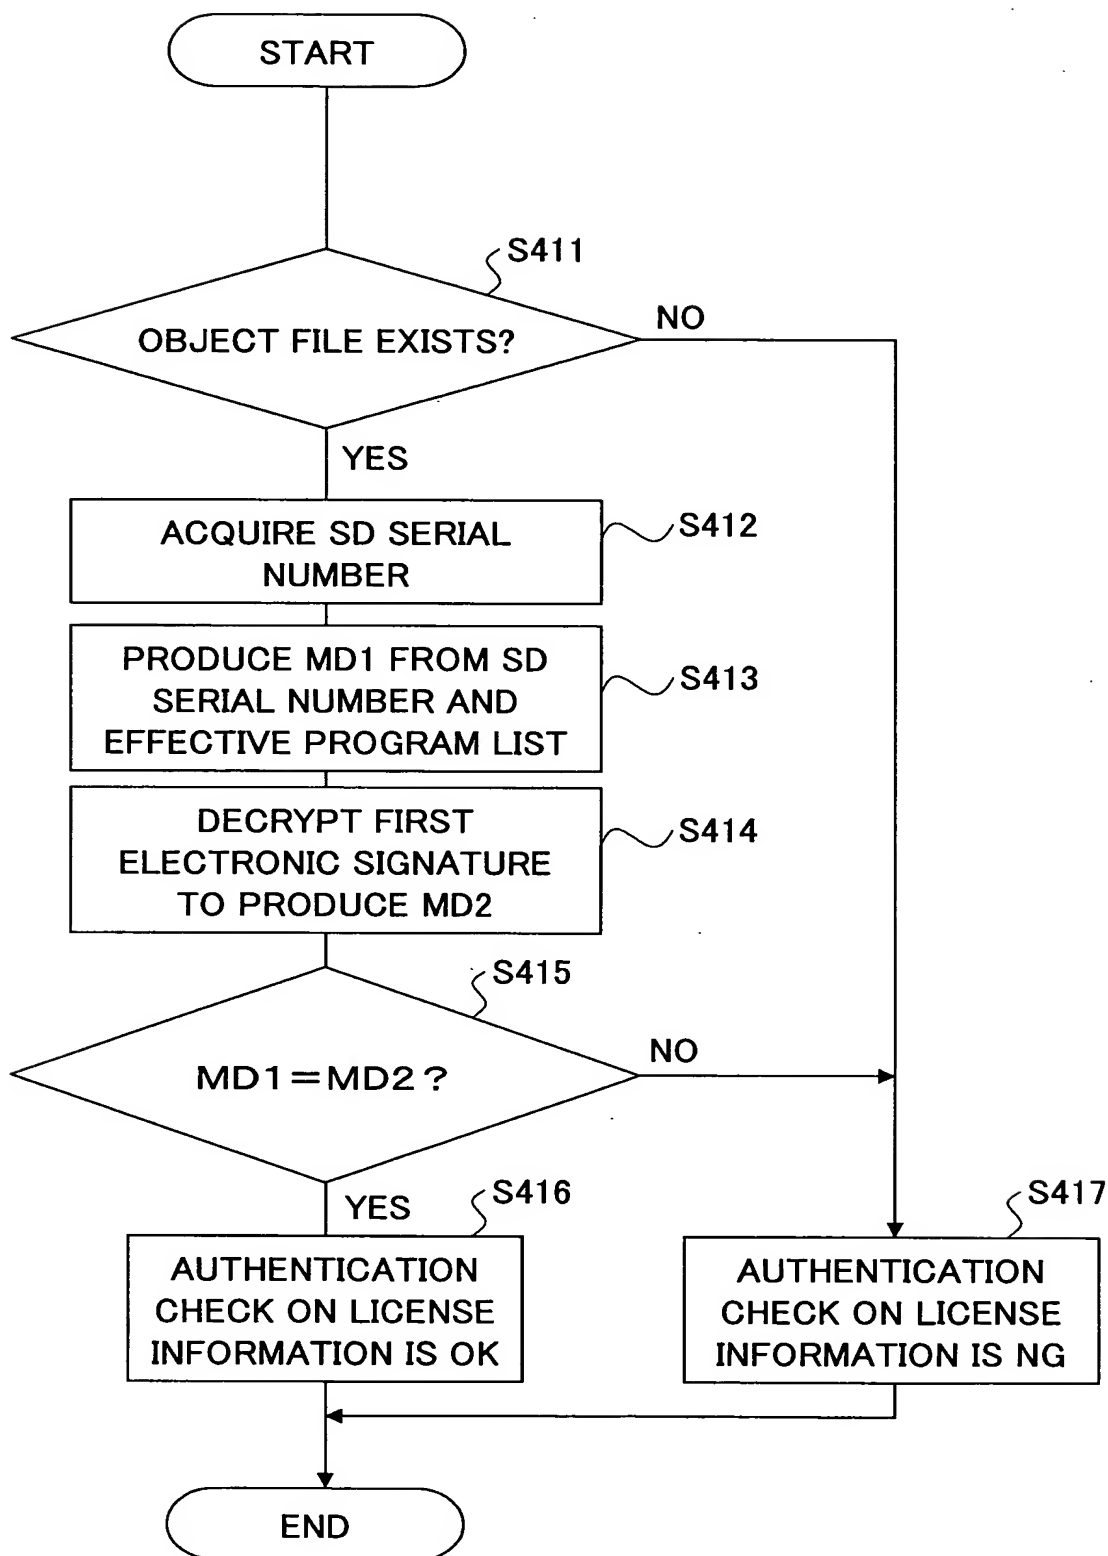 START
S411
OBJECT FILE EXISTS?
NO
YES
ACQUIRE SD SERIAL
NUMBER
S412
PRODUCE MD1 FROM SD
SERIAL NUMBER AND
EFFECTIVE PROGRAM LIST
S413
DECRYPT FIRST
ELECTRONIC SIGNATURE
TO PRODUCE MD2
S414
S415
MD1=MD2?
NO
YES
S416
AUTHENTICATION
CHECK ON LICENSE
INFORMATION IS OK
S417
AUTHENTICATION
CHECK ON LICENSE
INFORMATION IS NG
END